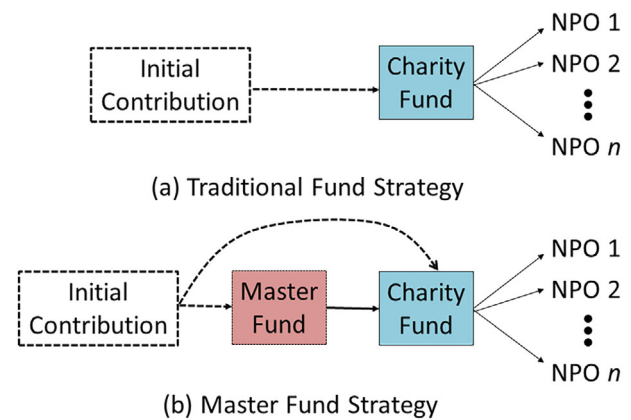 Initial
Contribution
Charity
Fund
NPO 1
NPO 2
NPO n
(a) Traditional Fund Strategy
Initial
Contribution
Master
Fund
Charity
Fund
NPO 1
NPO 2
NPO n
(b) Master Fund Strategy